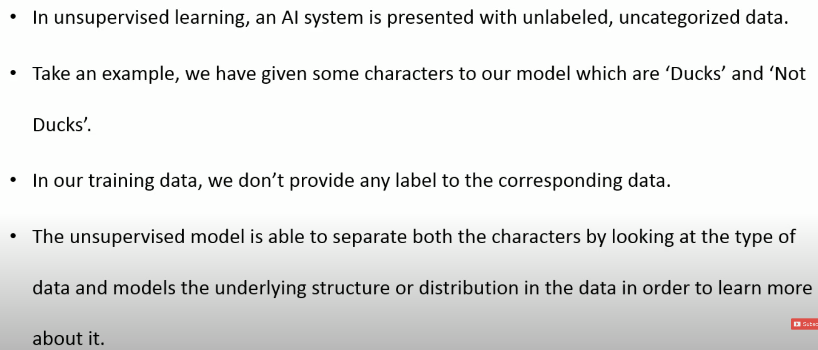 • In unsupervised learning, an AI system is presented with unlabeled, uncategorized data.
• Take an example, we have given some characters to our model which are ‘Ducks’ and ‘Not
Ducks’.
• In our training data, we don’t provide any label to the corresponding data.
• The unsupervised model is able to separate both the characters by looking at the type of
data and models the underlying structure or distribution in the data in order to learn more
about it.